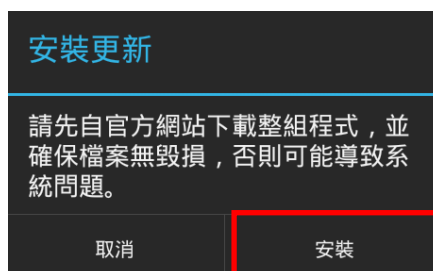 安裝更新
請先自官方網站下載整組程式，並
確保檔案無毀損，否則可能導致系
統問題。
取消
安裝